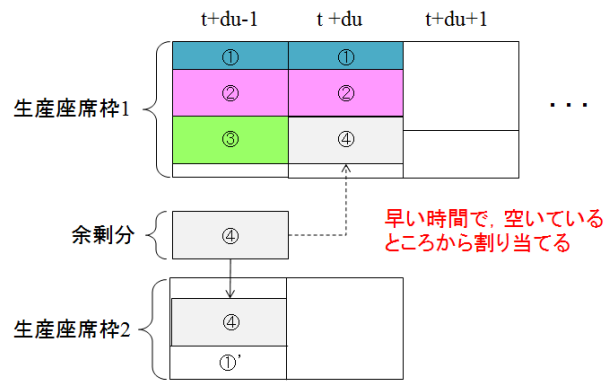 t+du-1 t +du t+du+1
① ①
生産座席枠1 ② ② ・・・
③ ④
余剰分 ④ 早い時間で，空いている
ところから割り当てる
生産座席枠2 ④
①’